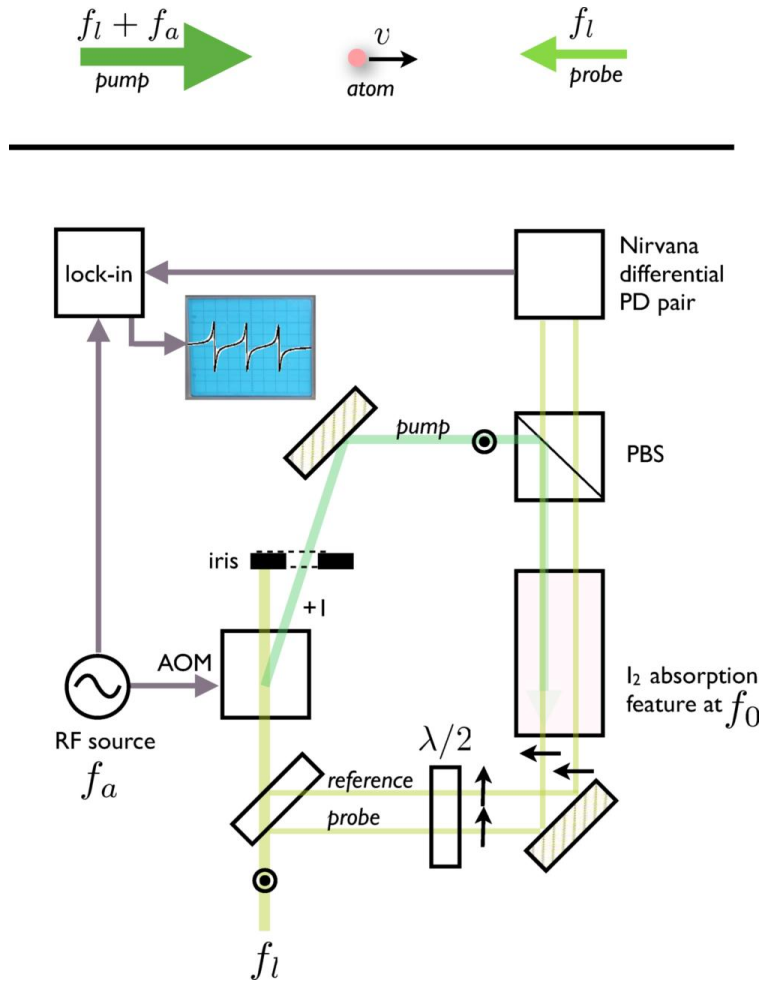 f_l + f_a
pump
v
atom
f_l
probe
lock-in
Nirvana
differential
PD pair
pump
PBS
iris
+1
AOM
RF source
f_a
I₂ absorption
feature at f_0
λ/2
reference
probe
f_l